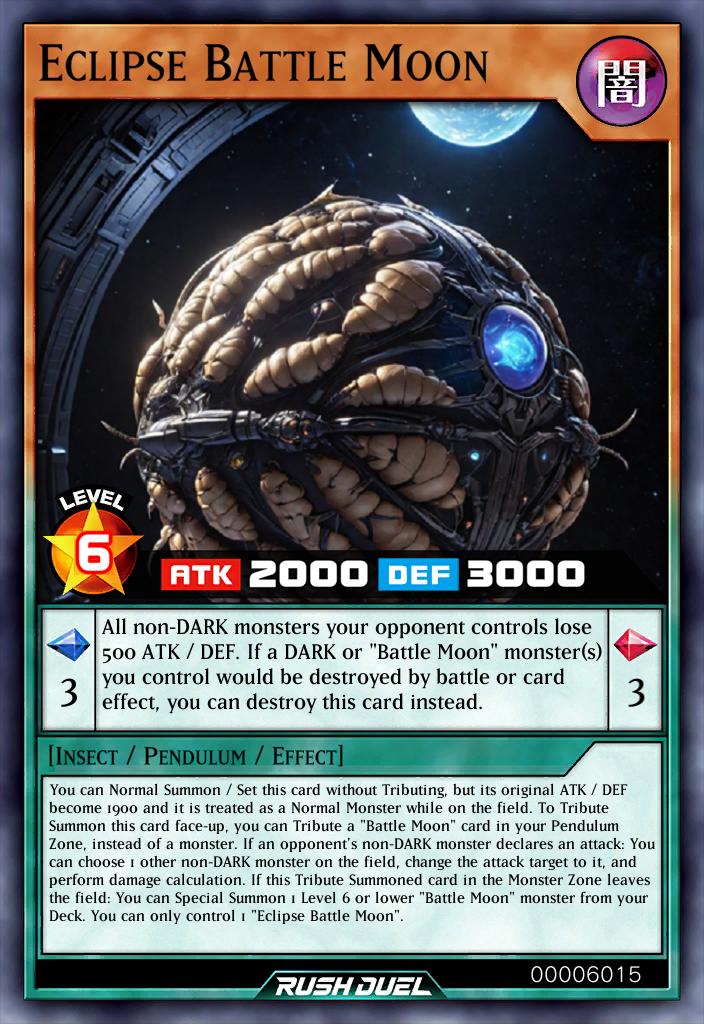 Eclipse Battle Moon
闇
LEVEL
6
ATK 2000 DEF 3000
All non-DARK monsters your opponent controls lose
500 ATK / DEF. If a DARK or "Battle Moon" monster(s)
you control would be destroyed by battle or card
effect, you can destroy this card instead.
3
3
[Insect / Pendulum / Effect]
You can Normal Summon / Set this card without Tributing, but its original ATK / DEF
become 1900 and it is treated as a Normal Monster while on the field. To Tribute
Summon this card face-up, you can Tribute a "Battle Moon" card in your Pendulum
Zone, instead of a monster. If an opponent's non-DARK monster declares an attack: You
can choose 1 other non-DARK monster on the field, change the attack target to it, and
perform damage calculation. If this Tribute Summoned card in the Monster Zone leaves
the field: You can Special Summon 1 Level 6 or lower "Battle Moon" monster from your
Deck. You can only control 1 "Eclipse Battle Moon".
00006015
RUSH DUEL